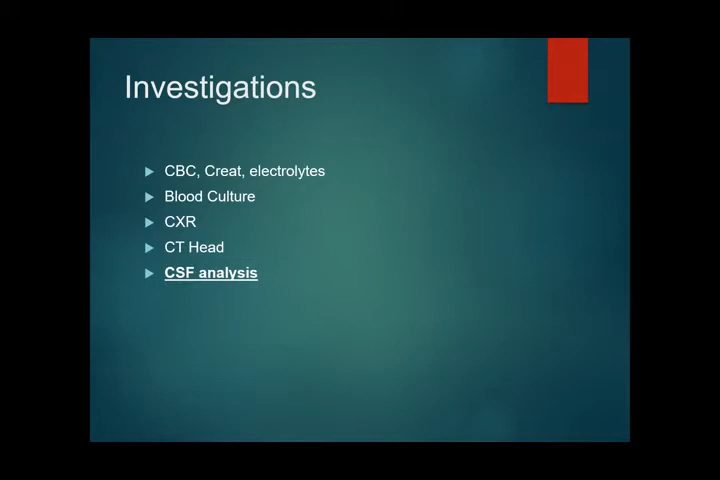 Investigations
CBC, Creat, electrolytes
Blood Culture
CXR
CT Head
CSF analysis